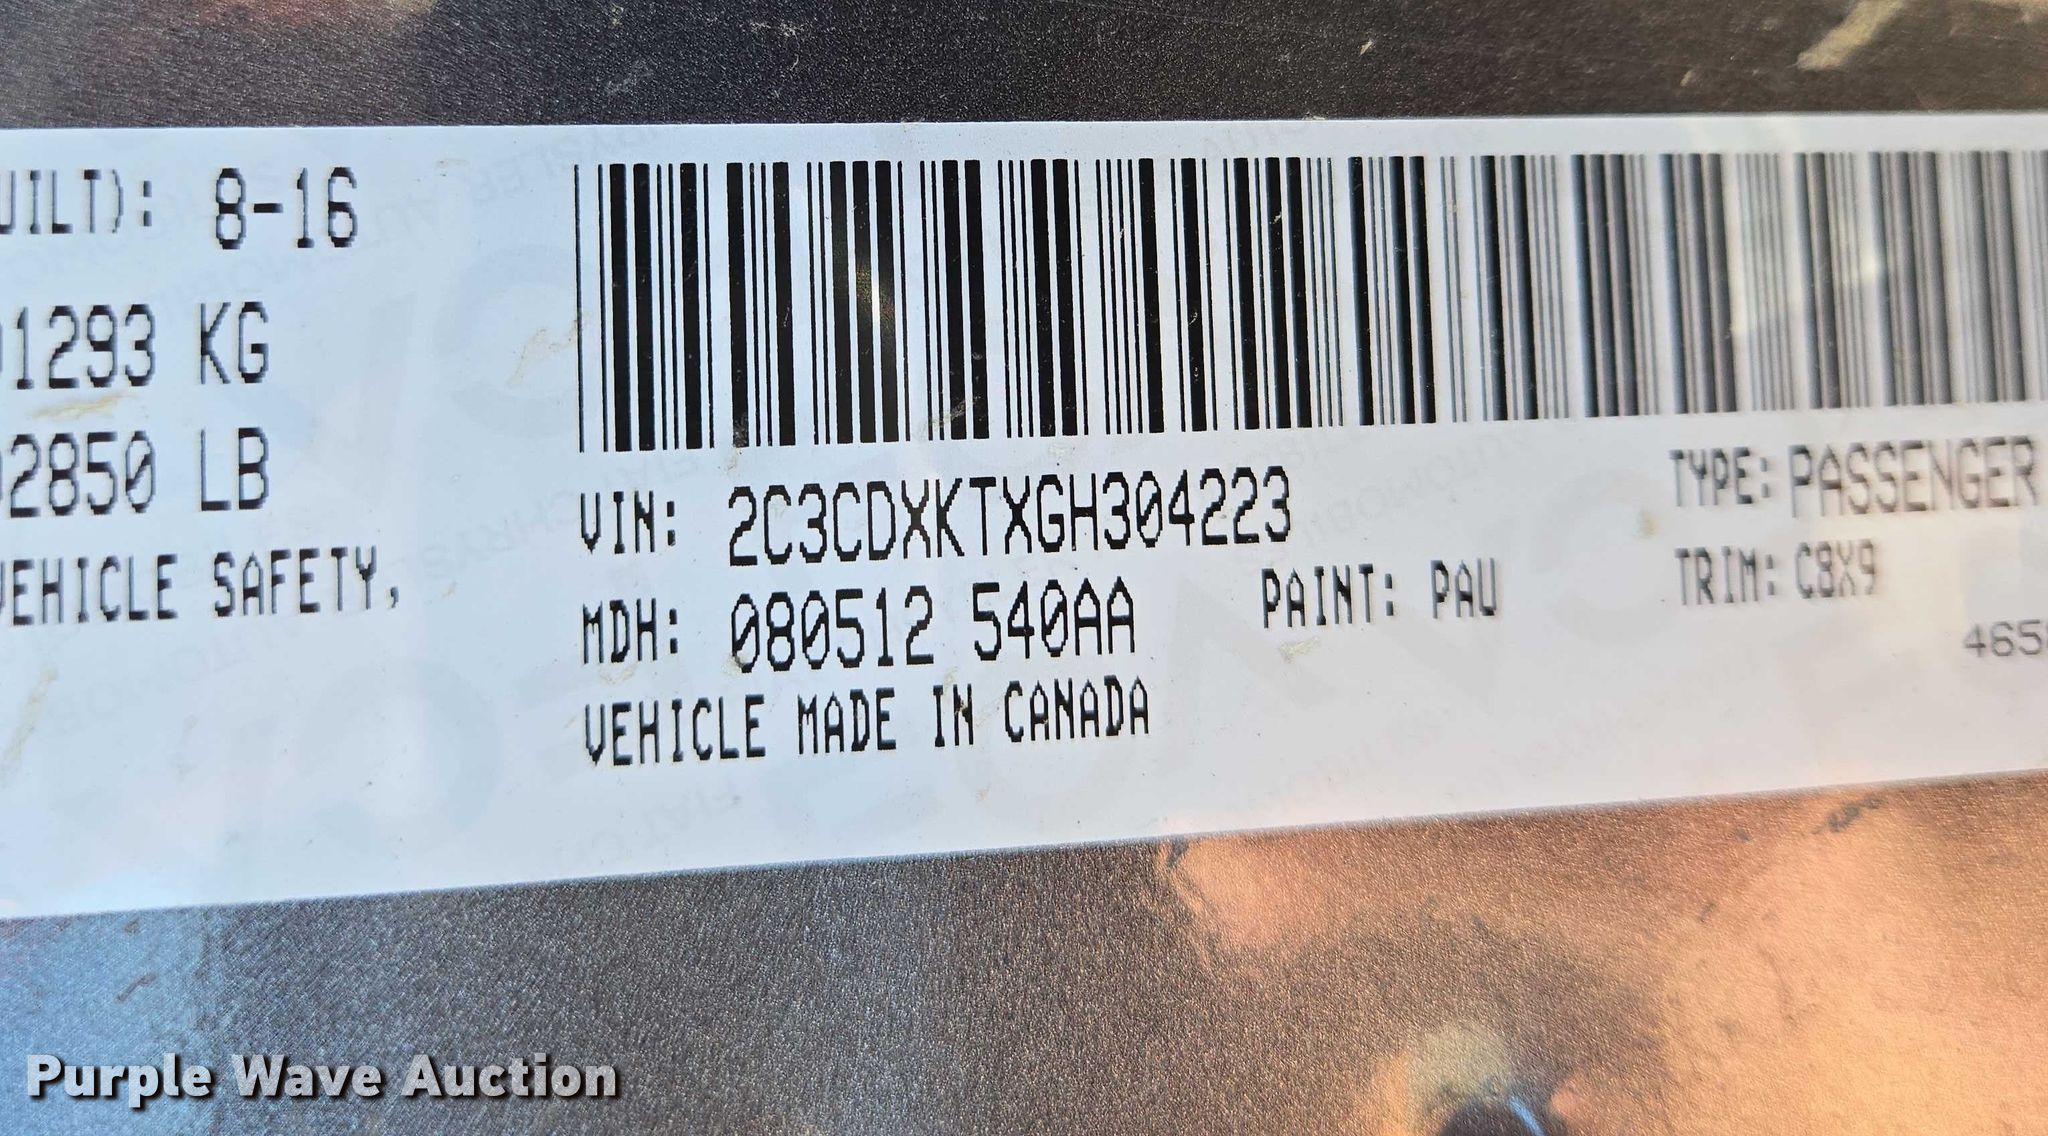 UILT): 8-16
1293 KG
2850 LB
VEHICLE SAFETY,
VIN: 2C3CDXKTXGH304223
TYPE: PASSENGER
MDH: 080512 540AA
PAINT: PAU
TRIM: C8X9
465
VEHICLE MADE IN CANADA
Purple Wave Auction